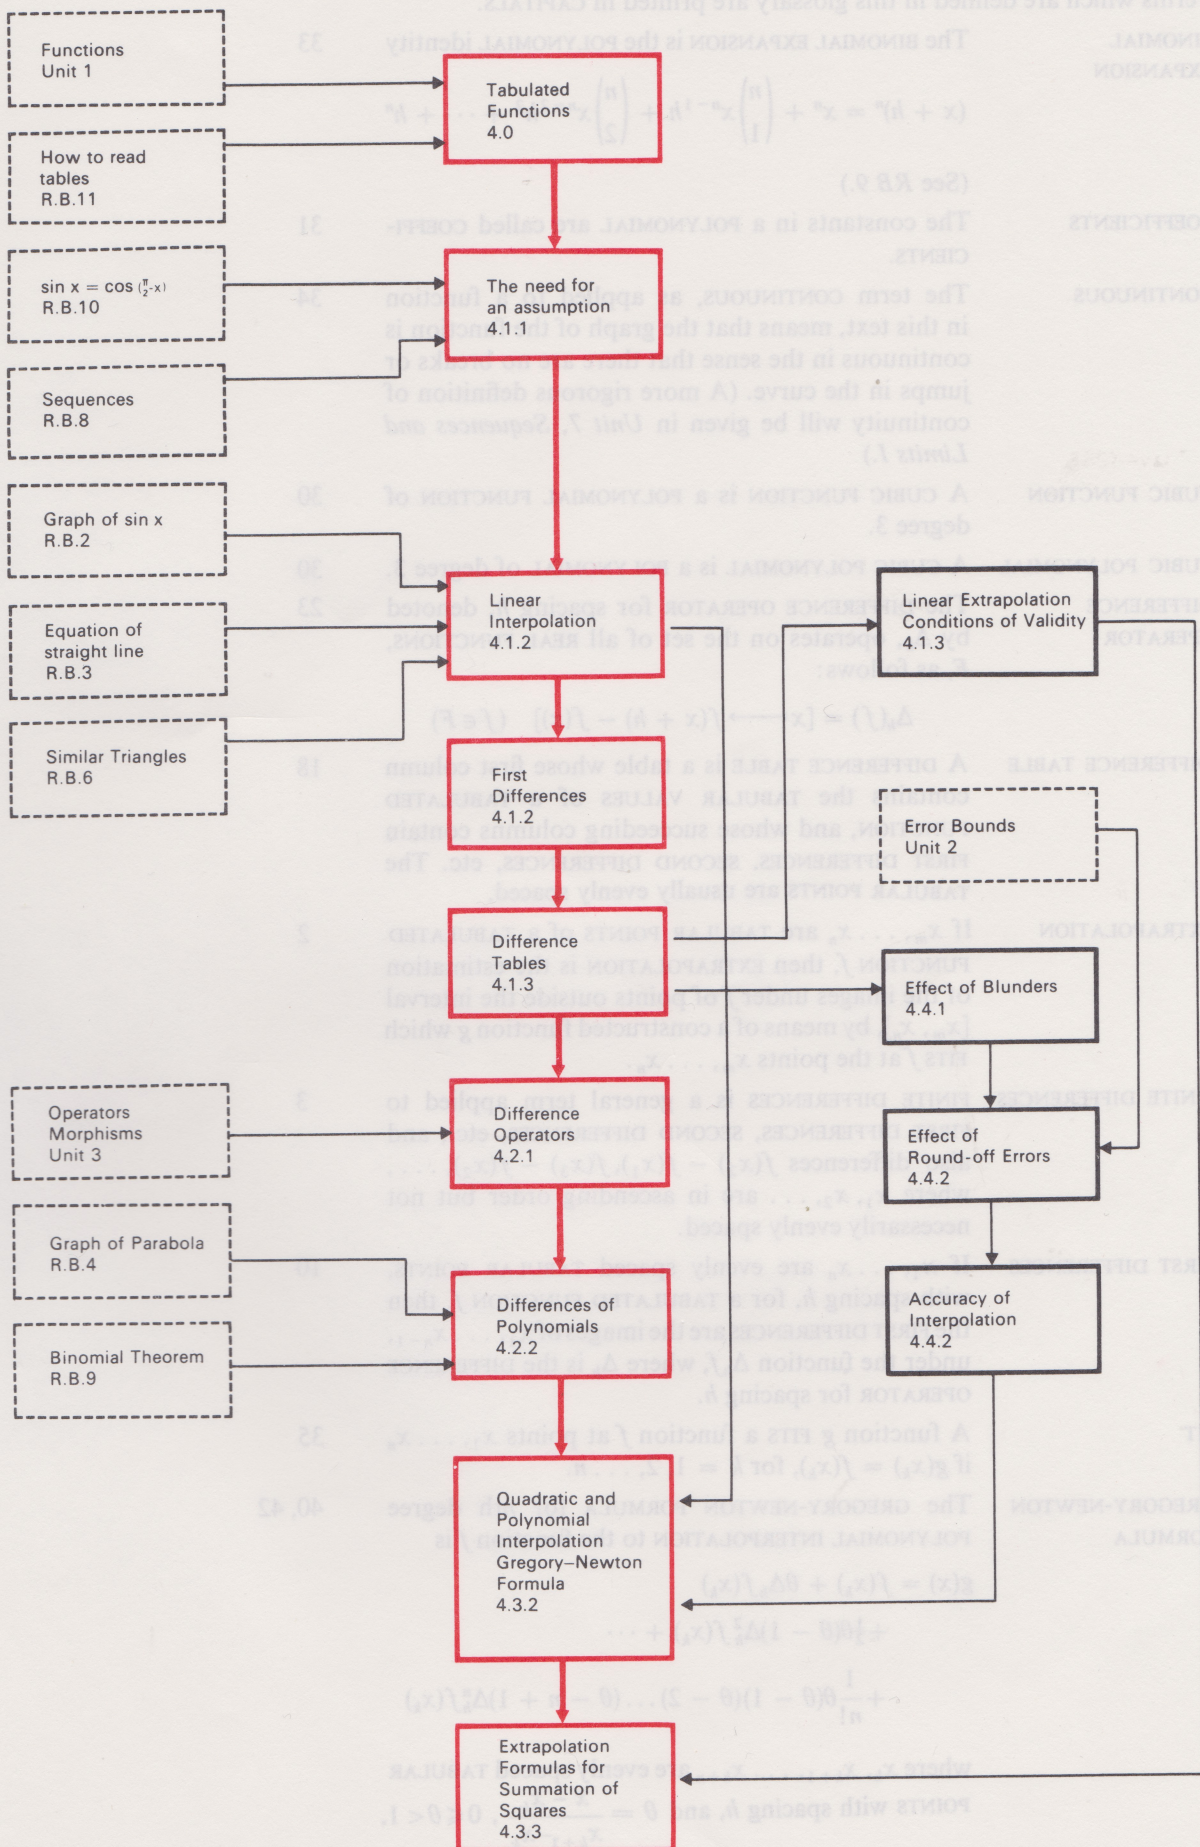 Functions
Unit 1
How to read
tables
R.B.11
sin x = cos (π/2-x)
R.B.10
Sequences
R.B.8
Graph of sin x
R.B.2
Equation of
straight line
R.B.3
Similar Triangles
R.B.6
Operators
Morphisms
Unit 3
Graph of Parabola
R.B.4
Binomial Theorem
R.B.9
Tabulated
Functions
4.0
The need for
an assumption
4.1.1
Linear
Interpolation
4.1.2
First
Differences
4.1.2
Difference
Tables
4.1.3
Difference
Operators
4.2.1
Differences of
Polynomials
4.2.2
Quadratic and
Polynomial
Interpolation
Gregory–Newton
Formula
4.3.2
Extrapolation
Formulas for
Summation of
Squares
4.3.3
Linear Extrapolation
Conditions of Validity
4.1.3
Error Bounds
Unit 2
Effect of Blunders
4.4.1
Effect of
Round-off Errors
4.4.2
Accuracy of
Interpolation
4.4.2